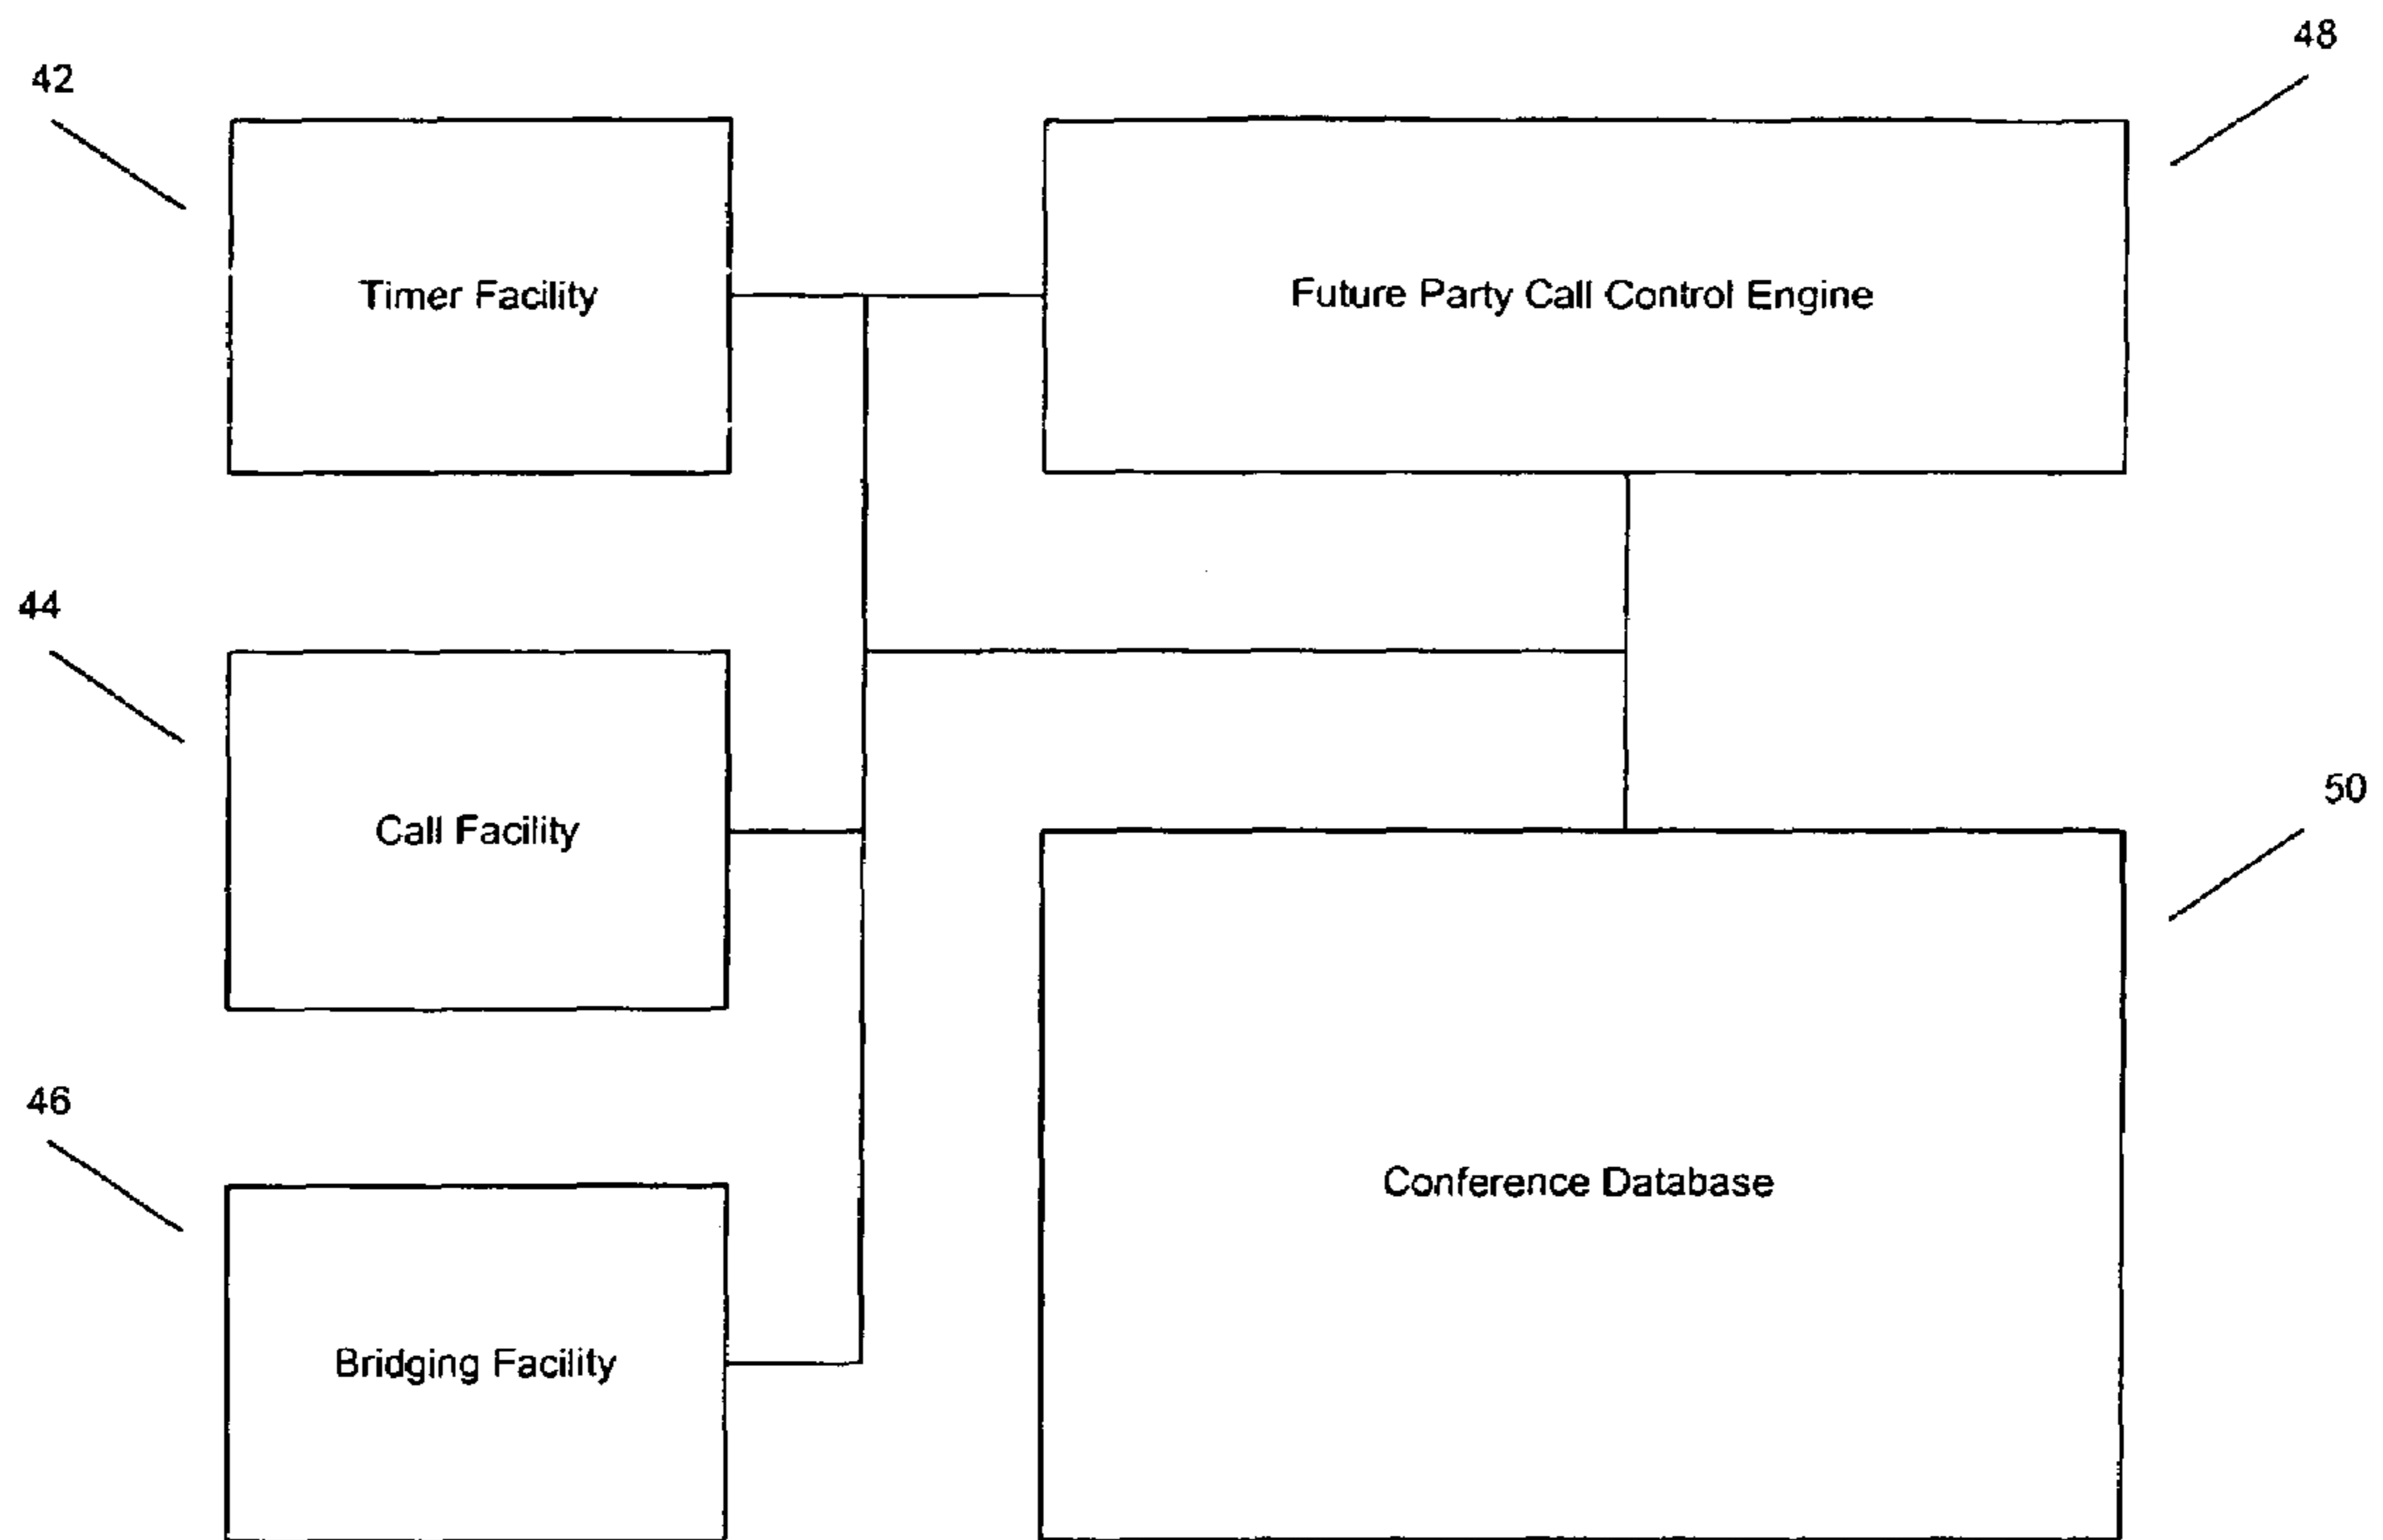 48
42
Timer Facility
Future Party Call Control Engine
44
50
Call Facility
46
Conference Database
Bridging Facility